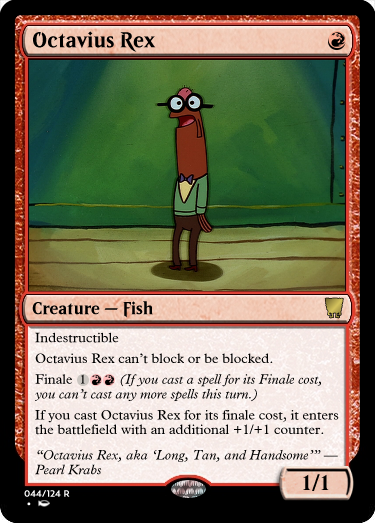 Octavius Rex
Creature — Fish
Indestructible
Octavius Rex can't block or be blocked.
Finale 1 (If you cast a spell for its Finale cost,
you can't cast any more spells this turn.)
If you cast Octavius Rex for its finale cost, it enters
the battlefield with an additional +1/+1 counter.
“Octavius Rex, aka ‘Long, Tan, and Handsome’” —
Pearl Krabs
1/1
044/124 R